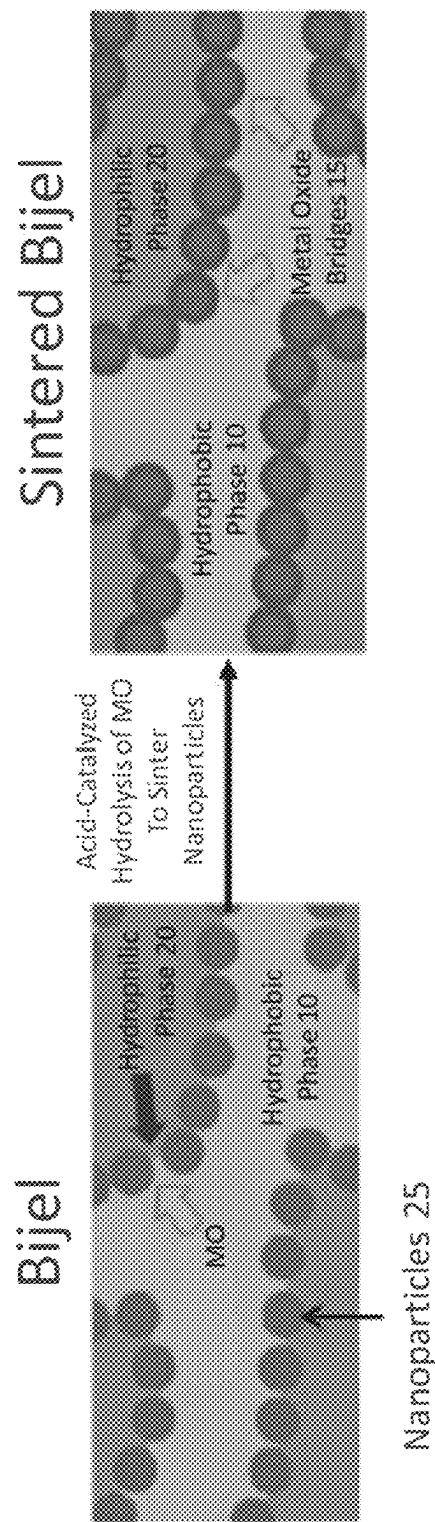 Bijel
Hydrophilic
Phase 20
MO
Hydrophobic
Phase 10
Nanoparticles 25
Acid-Catalyzed
Hydrolysis of MO
To Sinter
Nanoparticles
Sintered Bijel
Hydrophilic
Phase 20
Hydrophobic
Phase 10
Metal Oxide
Bridges 15